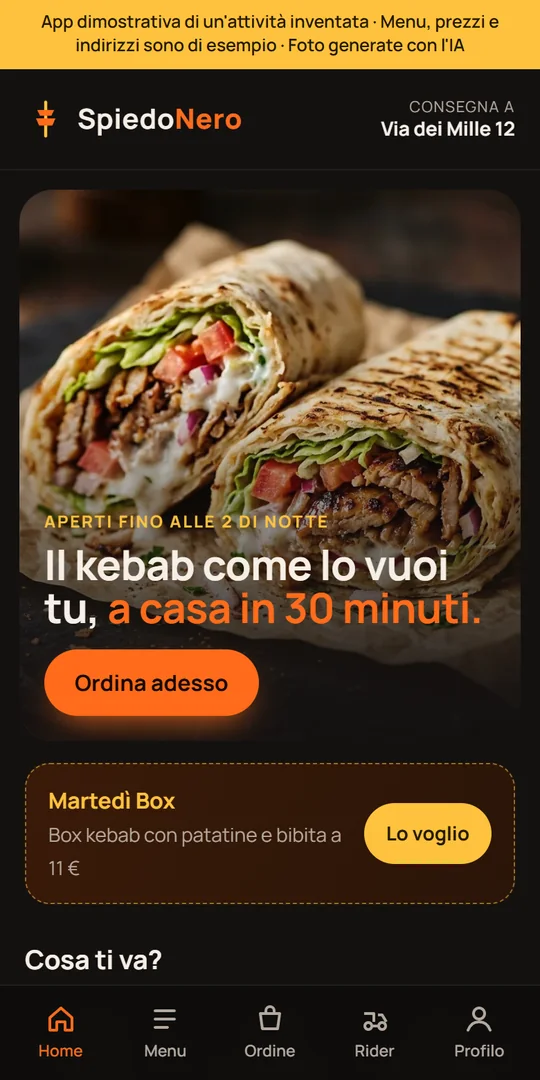 App dimostrativa di un'attività inventata · Menu, prezzi e
indirizzi sono di esempio · Foto generate con l'IA
SpiedoNero
CONSEGNA A
Via dei Mille 12
APERTI FINO ALLE 2 DI NOTTE
Il kebab come lo vuoi
tu, a casa in 30 minuti.
Ordina adesso
Martedì Box
Box kebab con patatine e bibita a
11 €
Lo voglio
Cosa ti va?
Home
Menu
Ordine
Rider
Profilo